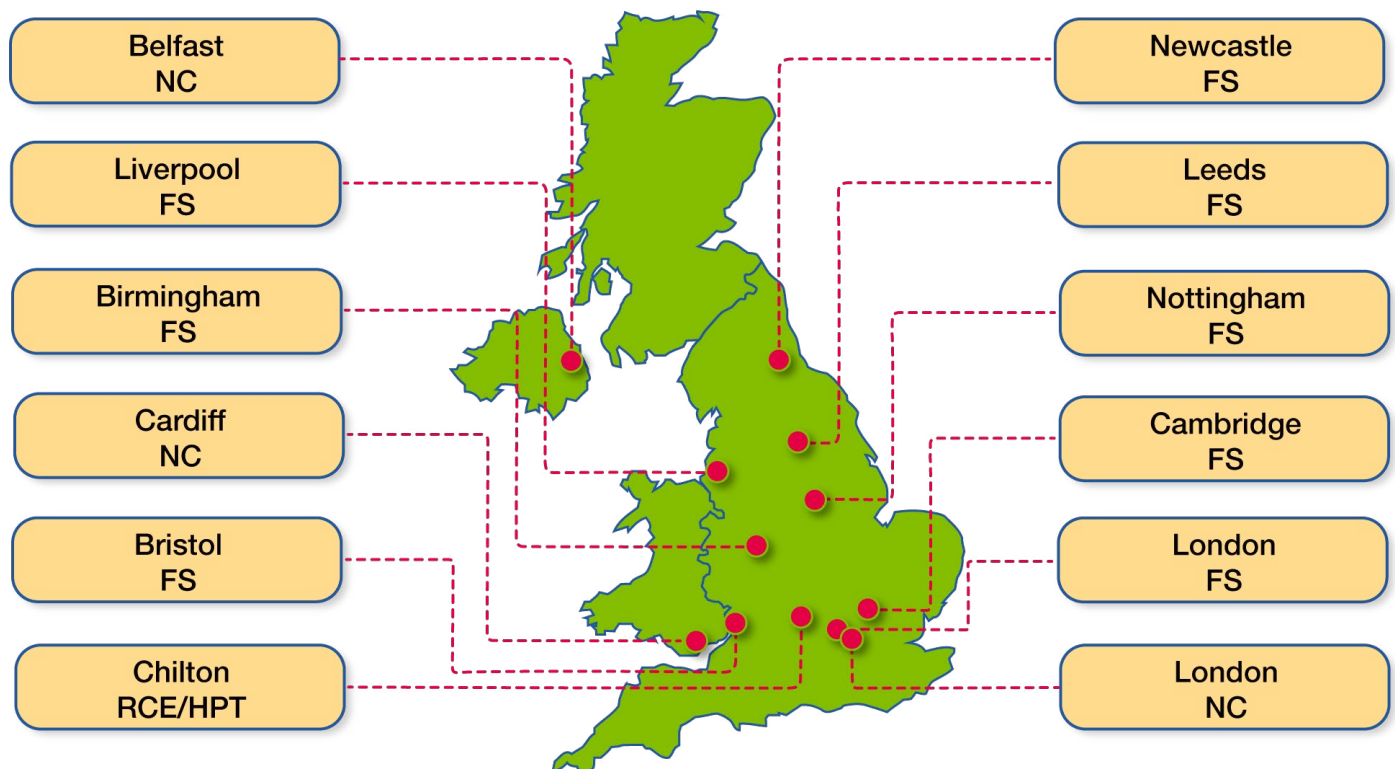 Belfast
NC
Liverpool
FS
Birmingham
FS
Cardiff
NC
Bristol
FS
Chilton
RCE/HPT
Newcastle
FS
Leeds
FS
Nottingham
FS
Cambridge
FS
London
FS
London
NC